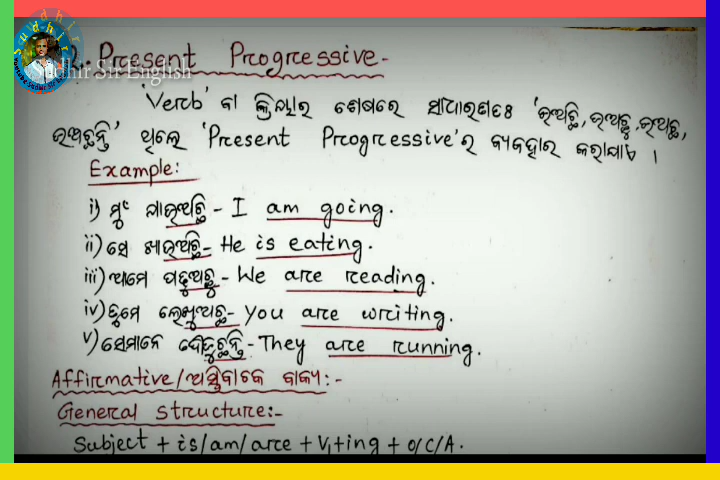 Sudhir Sir English
2. Present Progressive-
'Verb' ବା କ୍ରିୟାର ଶେଷରେ ସାଧାରଣତଃ 'ଉଅଛି, ଉଅଛୁ, ଉଅଛ,
ଉଅଛନ୍ତି' ଥିଲେ 'Present Progressive'ର ବ୍ୟବହାର କରାଯାଏ ।
Example:
i) ମୁଁ ଯାଉଅଛି - I am going.
ii) ସେ ଖାଉଅଛି - He is eating.
iii) ଆମେ ପଢୁଅଛୁ - We are reading.
iv) ତୁମେ ଲେଖୁଅଛ - You are writing.
v) ସେମାନେ ଦୌଡୁଛନ୍ତି - They are running.
Affirmative/ଅସ୍ତିବାଚକ ବାକ୍ୟ:-
General structure:-
Subject + is/am/are + V₁+ing + O/C/A.